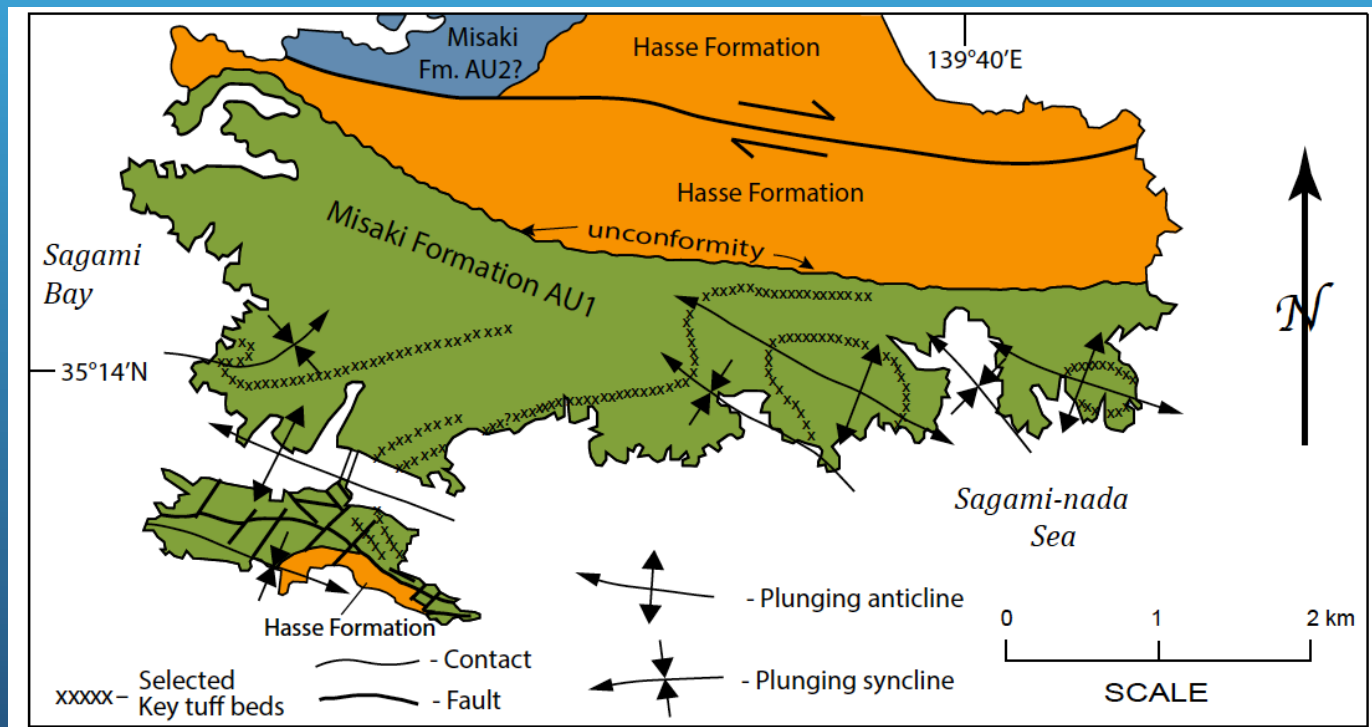 Misaki
Fm. AU2?
Hasse Formation
139°40'E
Hasse Formation
unconformity
Misaki Formation AU1
Sagami
Bay
N
35°14'N
x?
Sagami-nada
Sea
Hasse Formation
- Plunging anticline
- Plunging syncline
0 1 2 km
SCALE
xxxxx– Selected
Key tuff beds
- Contact
- Fault